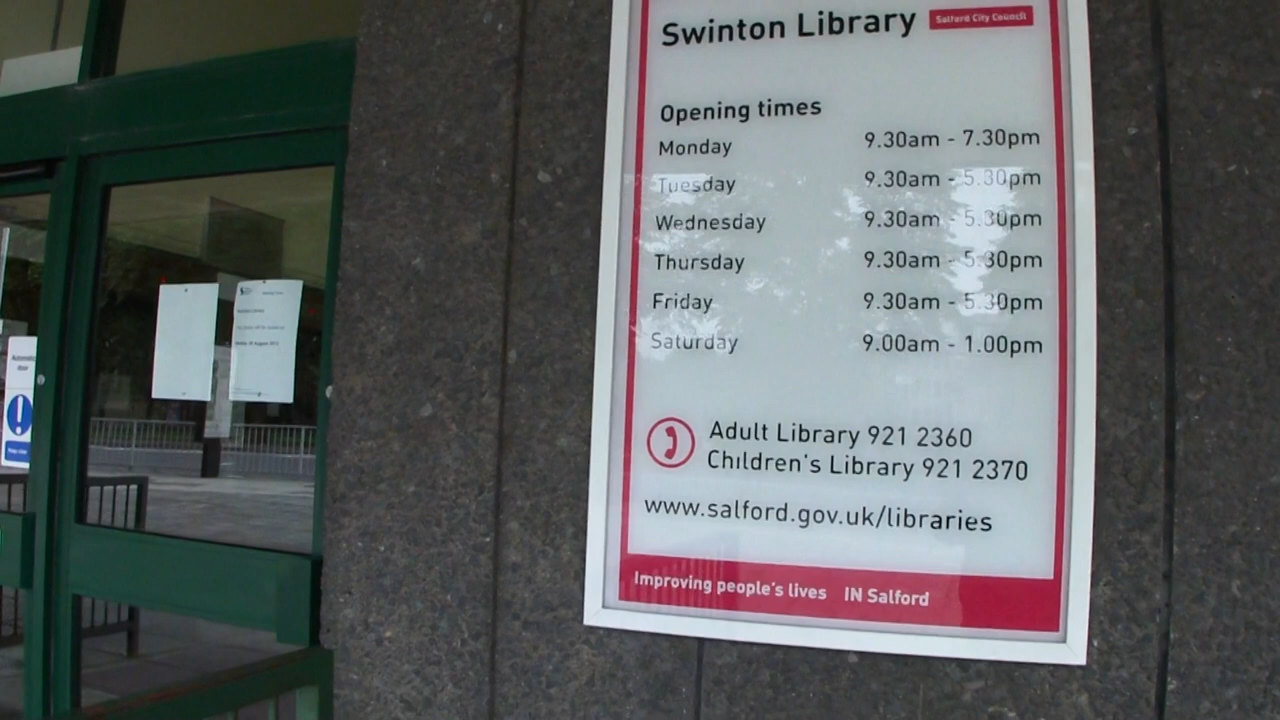 Swinton Library
Salford City Council
Opening times
Monday 9.30am - 7.30pm
Tuesday 9.30am - 5.30pm
Wednesday 9.30am - 5.30pm
Thursday 9.30am - 5.30pm
Friday 9.30am - 5.30pm
Saturday 9.00am - 1.00pm
Adult Library 921 2360
Children's Library 921 2370
www.salford.gov.uk/libraries
Improving people's lives IN Salford
Automatic
door